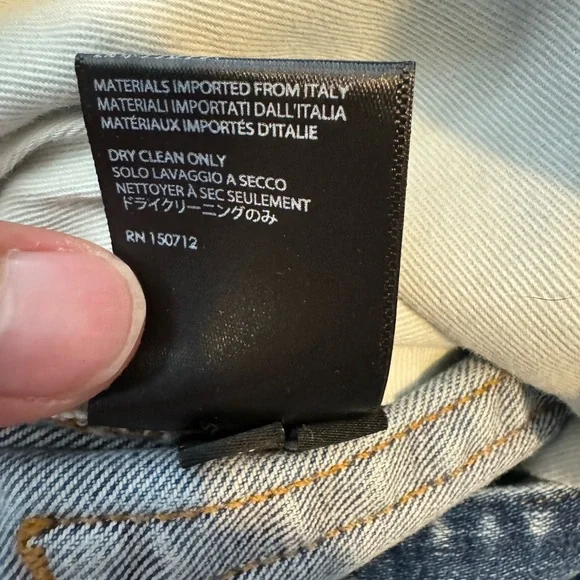 MATERIALS IMPORTED FROM ITALY
MATERIALI IMPORTATI DALL'ITALIA
MATÉRIAUX IMPORTÉS D'ITALIE
DRY CLEAN ONLY
SOLO LAVAGGIO A SECCO
NETTOYER À SEC SEULEMENT
ドライクリーニングのみ
RN 150712